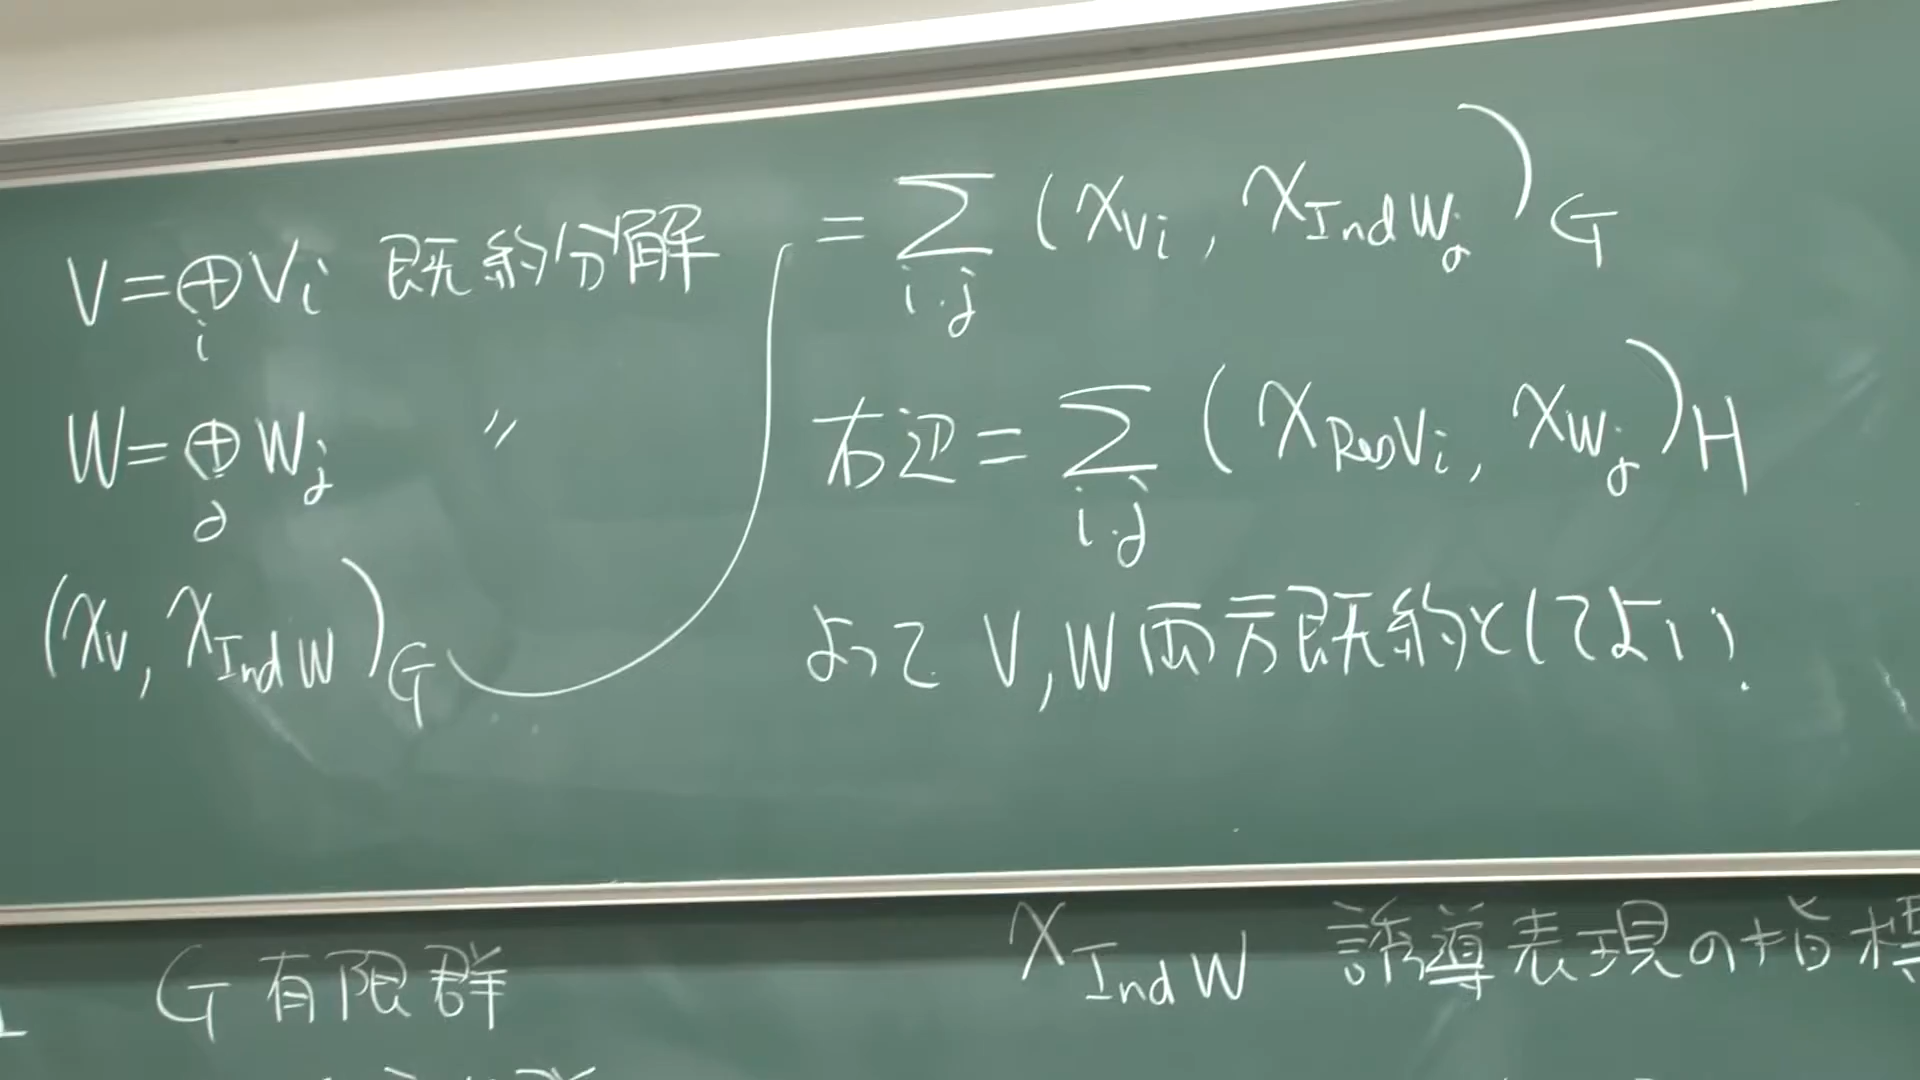 V = ⊕_i V_i 既約分解
W = ⊕_j W_j 〃
(χ_V, χ_{Ind W})_G
= Σ_{i.j} (χ_{V_i}, χ_{Ind W_j})_G
右辺 = Σ_{i.j} (χ_{Res V_i}, χ_{W_j})_H
よって V, W 両方既約としてよい.
G 有限群
χ_{Ind W} 誘導表現の指標